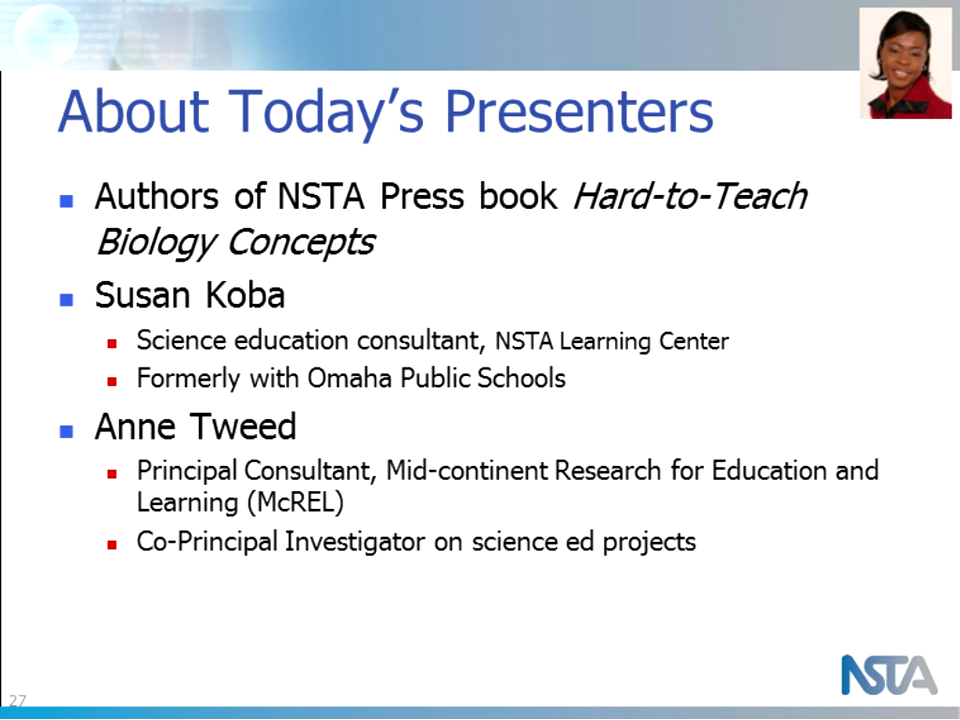 About Today’s Presenters
Authors of NSTA Press book Hard-to-Teach
Biology Concepts
Susan Koba
Science education consultant, NSTA Learning Center
Formerly with Omaha Public Schools
Anne Tweed
Principal Consultant, Mid-continent Research for Education and
Learning (McREL)
Co-Principal Investigator on science ed projects
NSTA
27